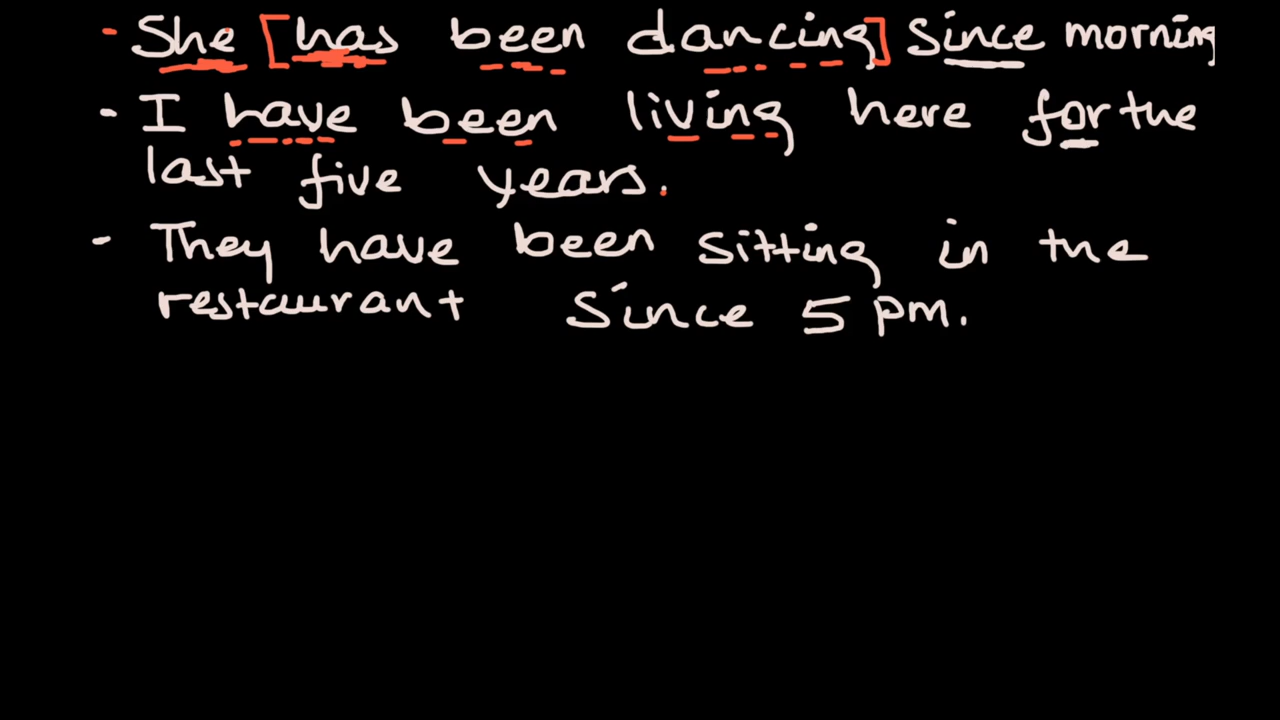 - She [has been dancing] since morning
- I have been living here for the
last five years.
- They have been sitting in the
restaurant since 5 pm.